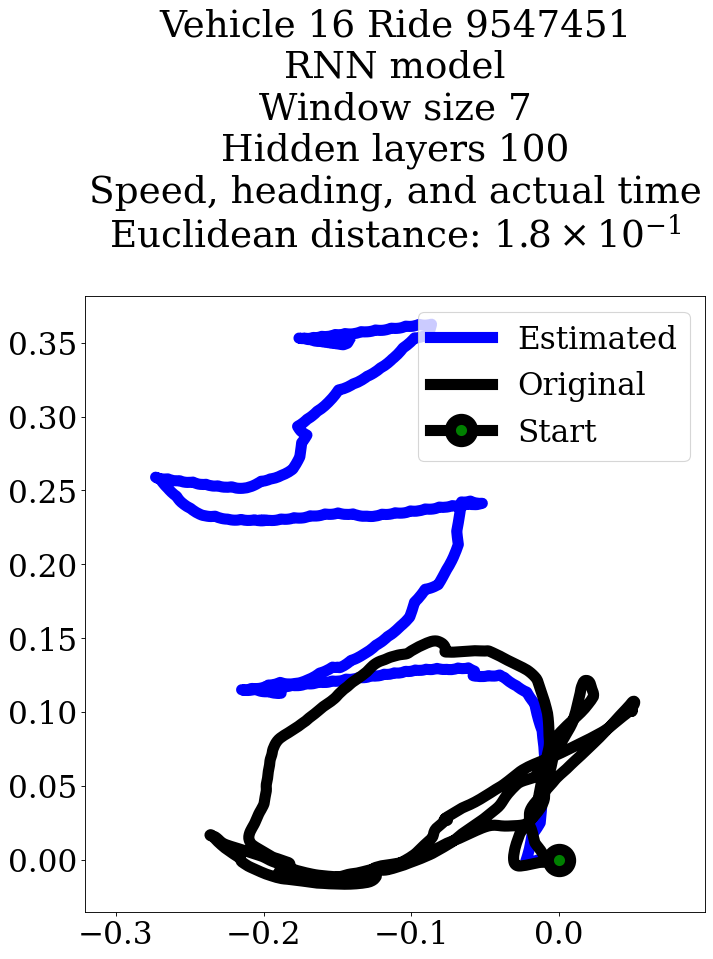 Vehicle 16 Ride 9547451
RNN model
Window size 7
Hidden layers 100
Speed, heading, and actual time
Euclidean distance: 1.8 × 10⁻¹
Estimated
Original
Start
0.35
0.30
0.25
0.20
0.15
0.10
0.05
0.00
−0.3 −0.2 −0.1 0.0